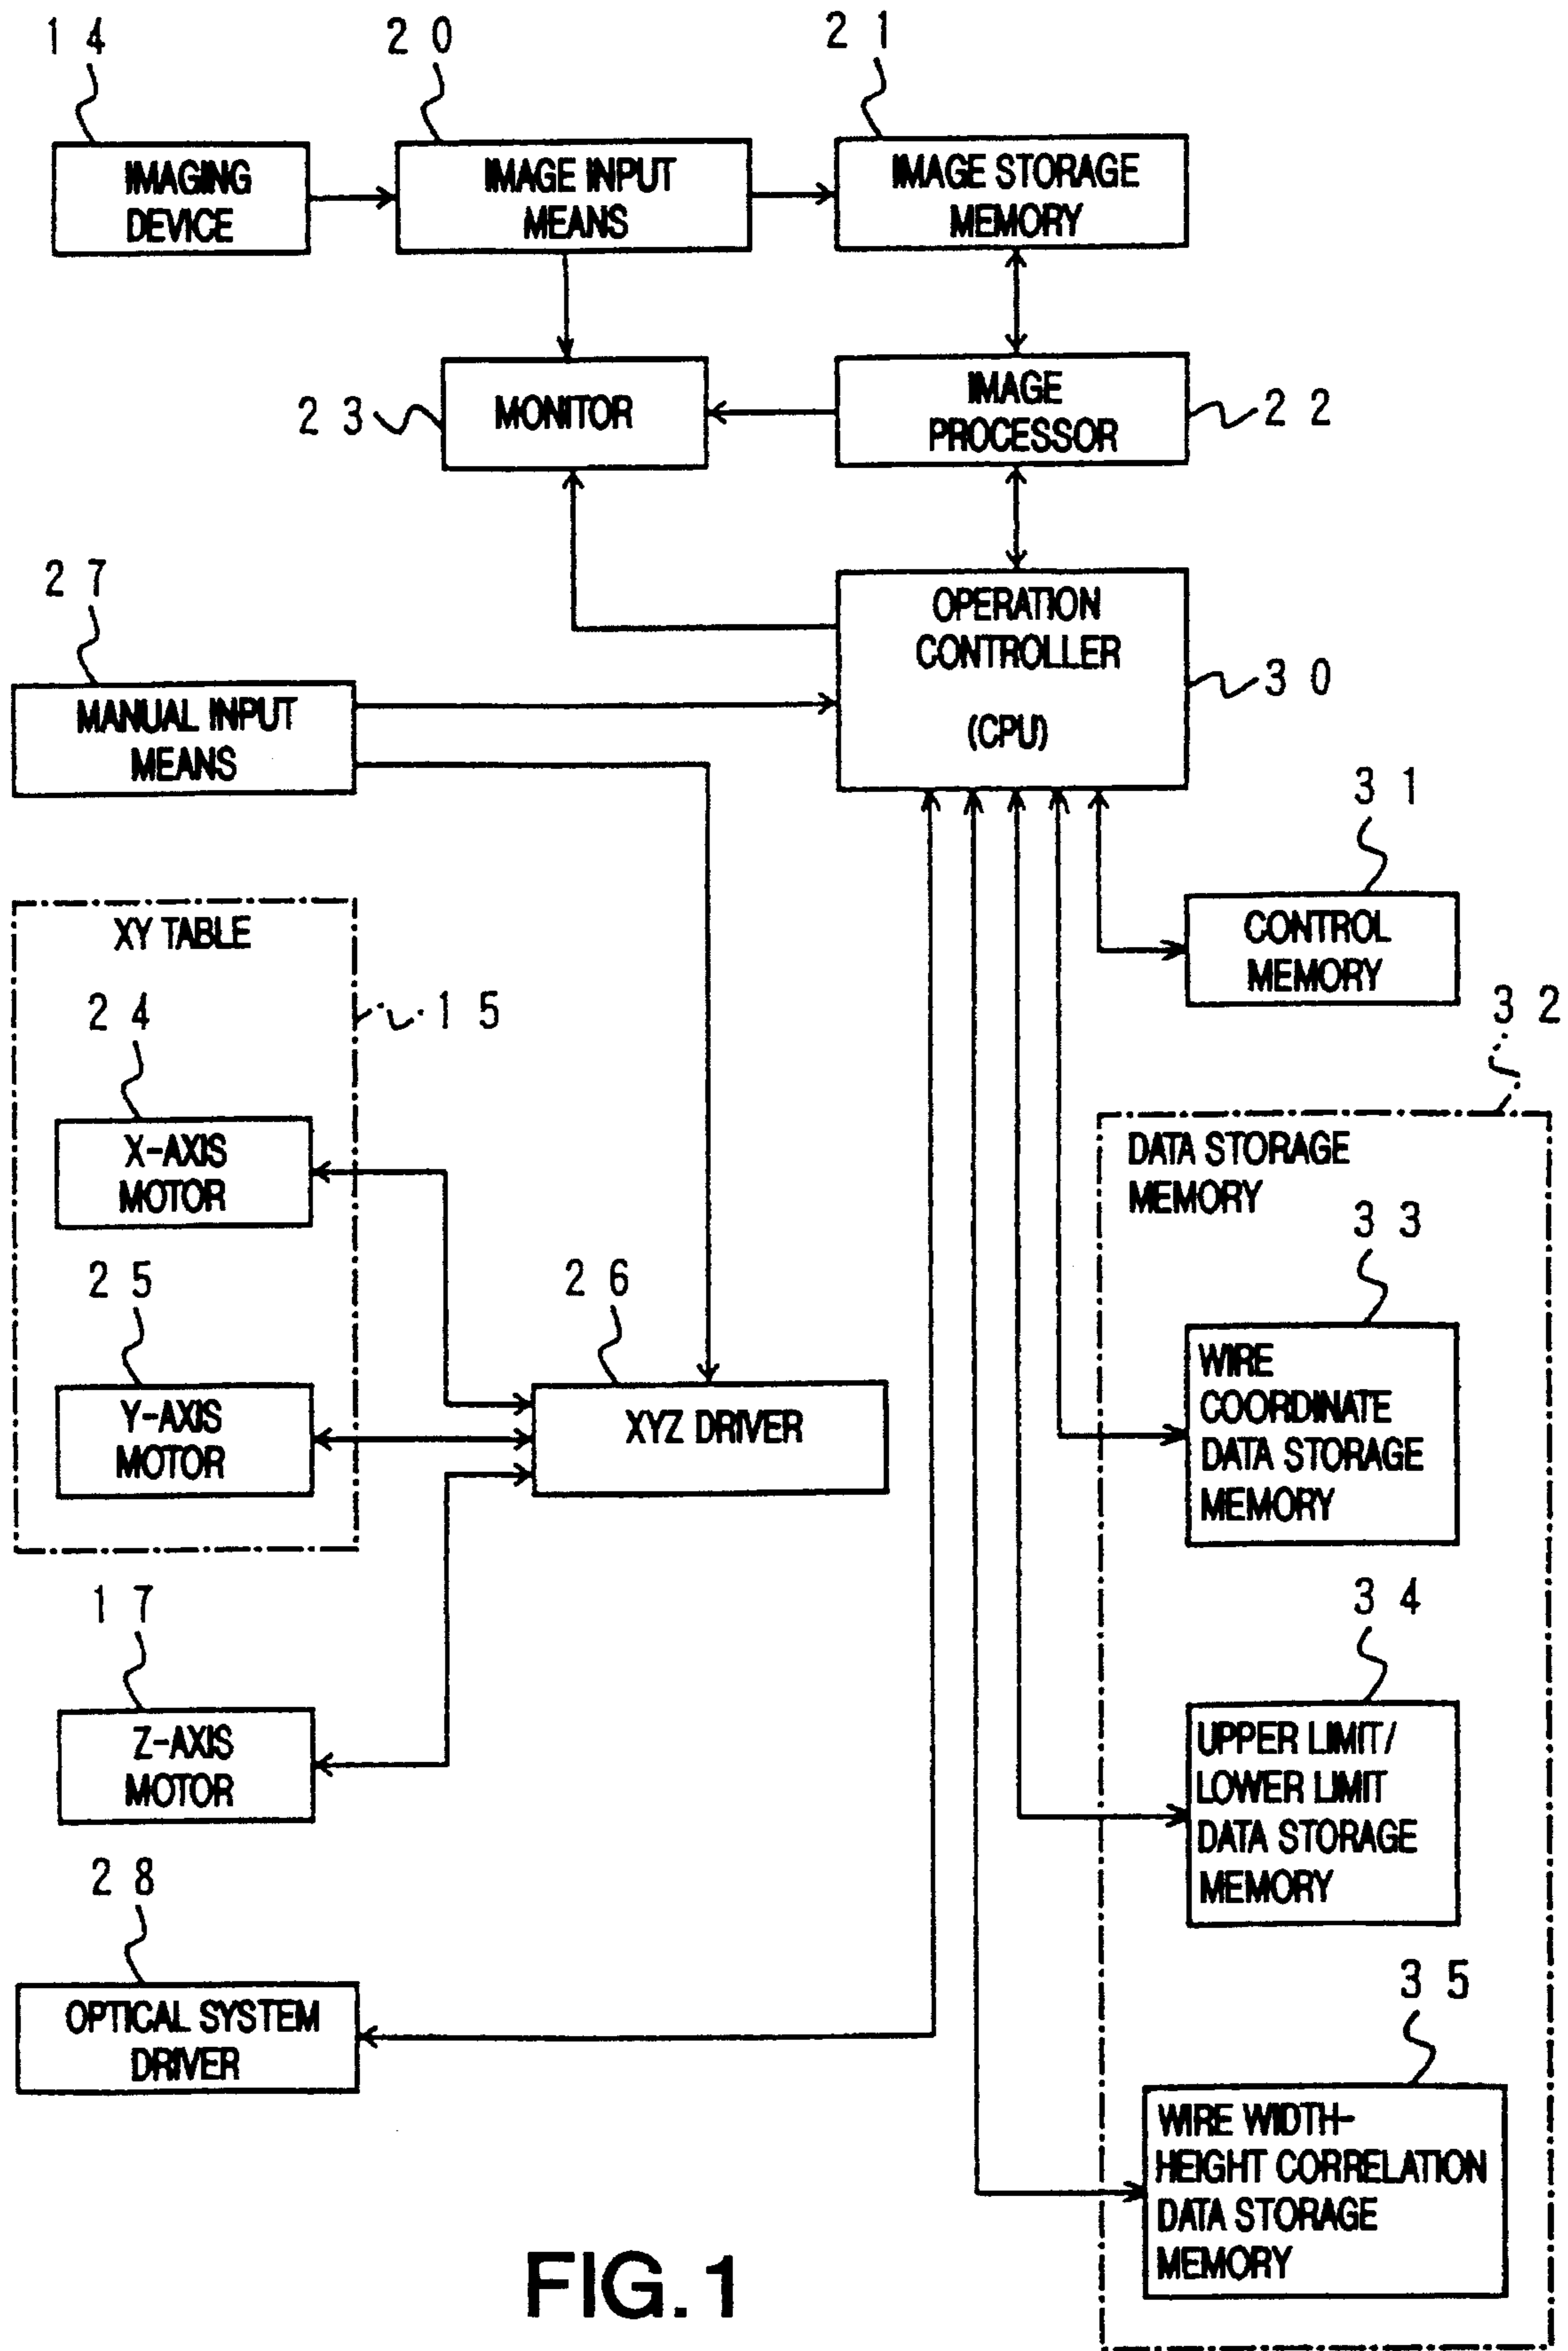 14
20
21
IMAGING
DEVICE
IMAGE INPUT
MEANS
IMAGE STORAGE
MEMORY
23
MONITOR
IMAGE
PROCESSOR
22
27
MANUAL INPUT
MEANS
OPERATION
CONTROLLER
(CPU)
30
31
CONTROL
MEMORY
XY TABLE
15
24
X-AXIS
MOTOR
25
Y-AXIS
MOTOR
26
XYZ DRIVER
17
Z-AXIS
MOTOR
28
OPTICAL SYSTEM
DRIVER
32
DATA STORAGE
MEMORY
33
WIRE
COORDINATE
DATA STORAGE
MEMORY
34
UPPER LIMIT/
LOWER LIMIT
DATA STORAGE
MEMORY
35
WIRE WIDTH-
HEIGHT CORRELATION
DATA STORAGE
MEMORY
FIG.1